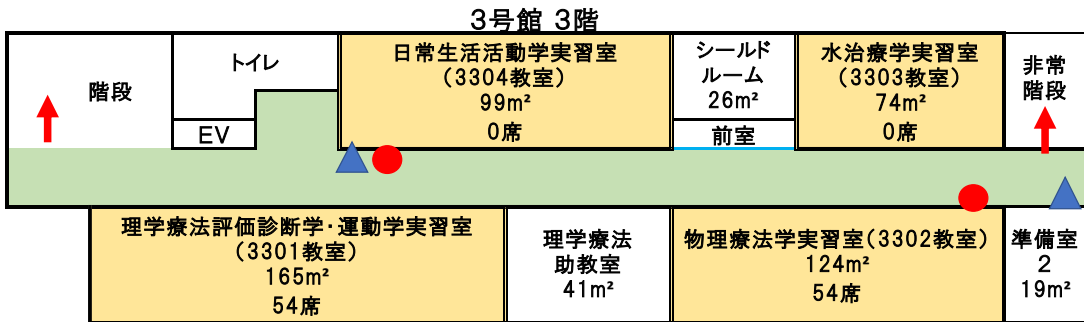 3号館 3階
階段
トイレ
EV
日常生活活動学実習室
(3304教室)
99m²
0席
シールド
ルーム
26m²
前室
水治療学実習室
(3303教室)
74m²
0席
非常
階段
理学療法評価診断学・運動学実習室
(3301教室)
165m²
54席
理学療法
助教室
41m²
物理療法学実習室(3302教室)
124m²
54席
準備室
2
19m²